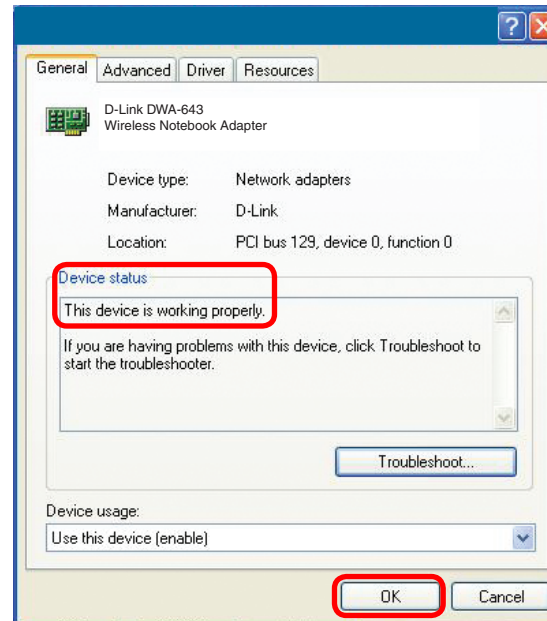 General Advanced Driver Resources
D-Link DWA-643
Wireless Notebook Adapter
Device type: Network adapters
Manufacturer: D-Link
Location: PCI bus 129, device 0, function 0
Device status
This device is working properly.
If you are having problems with this device, click Troubleshoot to
start the troubleshooter.
Troubleshoot...
Device usage:
Use this device (enable)
OK Cancel